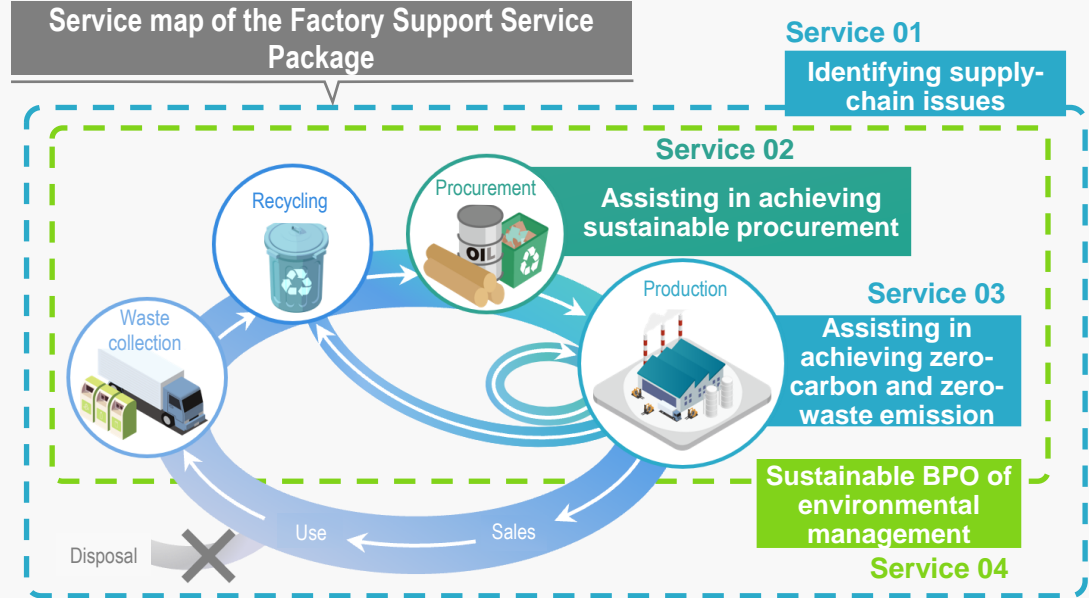 Service map of the Factory Support Service
Package
Service 01
Identifying supply-
chain issues
Service 02
Assisting in achieving
sustainable procurement
Procurement
OIL
Recycling
Production
Service 03
Assisting in
achieving zero-
carbon and zero-
waste emission
Waste
collection
Sustainable BPO of
environmental
management
Service 04
Use
Sales
Disposal